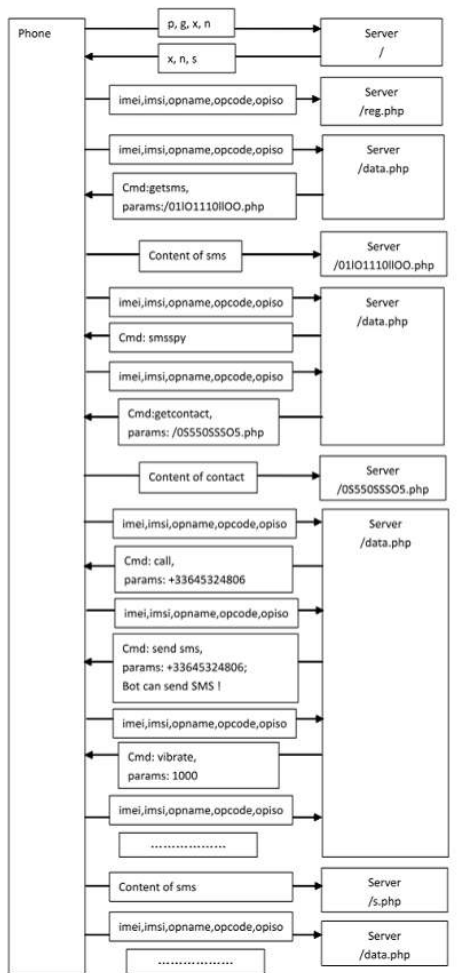 Phone
p, g, x, n
Server
/
x, n, s
imei,imsi,opname,opcode,opiso
Server
/reg.php
imei,imsi,opname,opcode,opiso
Server
/data.php
Cmd:getsms,
params:/01lO1110llOO.php
Content of sms
Server
/01lO1110llOO.php
imei,imsi,opname,opcode,opiso
Server
/data.php
Cmd: smsspy
imei,imsi,opname,opcode,opiso
Cmd:getcontact,
params: /0S550SSSO5.php
Content of contact
Server
/0S550SSSO5.php
imei,imsi,opname,opcode,opiso
Server
/data.php
Cmd: call,
params: +33645324806
imei,imsi,opname,opcode,opiso
Cmd: send sms,
params: +33645324806;
Bot can send SMS !
imei,imsi,opname,opcode,opiso
Cmd: vibrate,
params: 1000
imei,imsi,opname,opcode,opiso
..................
Content of sms
Server
/s.php
imei,imsi,opname,opcode,opiso
Server
/data.php
..................